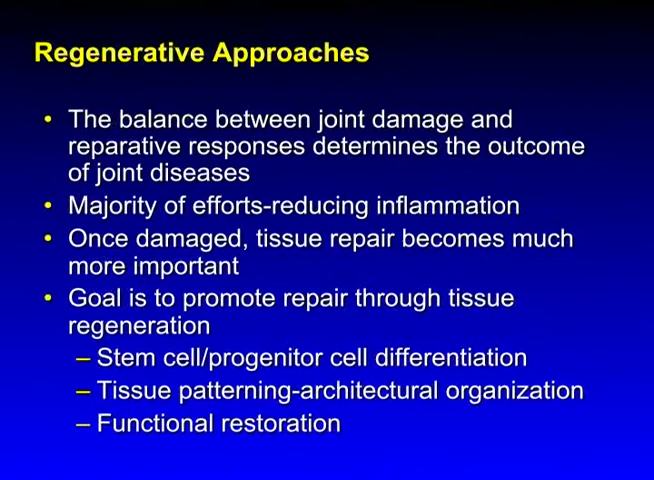 Regenerative Approaches
• The balance between joint damage and
reparative responses determines the outcome
of joint diseases
• Majority of efforts-reducing inflammation
• Once damaged, tissue repair becomes much
more important
• Goal is to promote repair through tissue
regeneration
– Stem cell/progenitor cell differentiation
– Tissue patterning-architectural organization
– Functional restoration